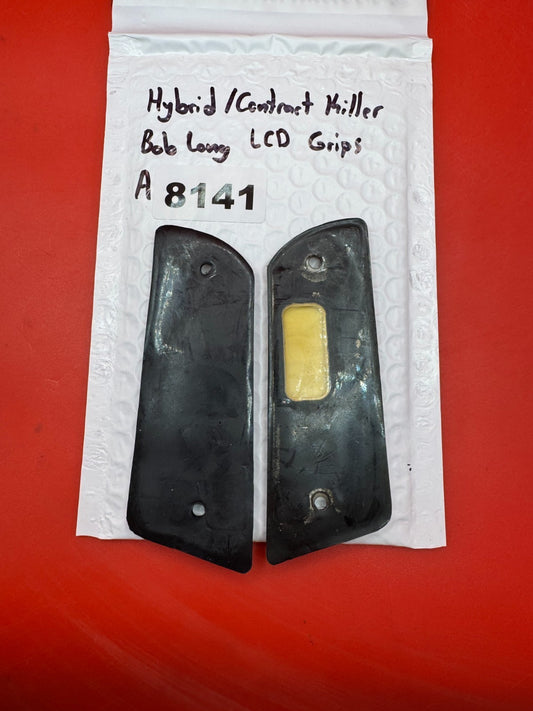 Hybrid/Contract Killer
Bob Long LCD Grips
A 8141